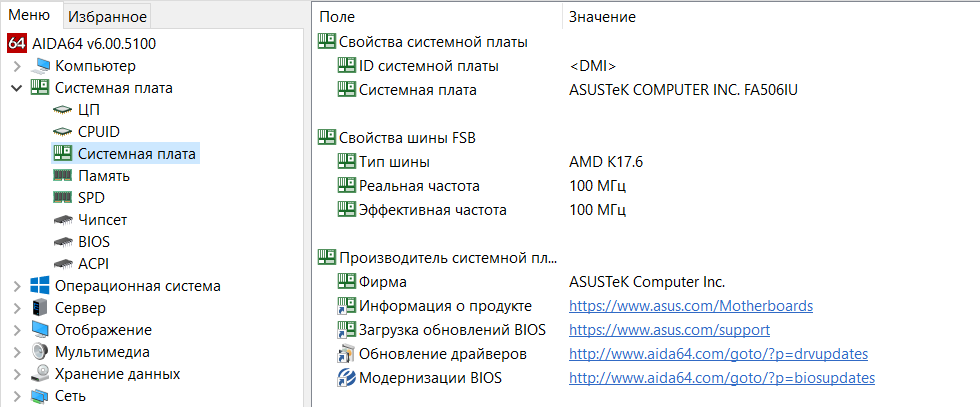 Меню Избранное
64 AIDA64 v6.00.5100
Компьютер
Системная плата
ЦП
CPUID
Системная плата
Память
SPD
Чипсет
BIOS
ACPI
Операционная система
Сервер
Отображение
Мультимедиа
Хранение данных
Сеть
Поле Значение
Свойства системной платы
ID системной платы <DMI>
Системная плата ASUSTeK COMPUTER INC. FA506IU
Свойства шины FSB
Тип шины AMD K17.6
Реальная частота 100 МГц
Эффективная частота 100 МГц
Производитель системной пл...
Фирма ASUSTeK Computer Inc.
Информация о продукте https://www.asus.com/Motherboards
Загрузка обновлений BIOS https://www.asus.com/support
Обновление драйверов http://www.aida64.com/goto/?p=drvupdates
Модернизации BIOS http://www.aida64.com/goto/?p=biosupdates